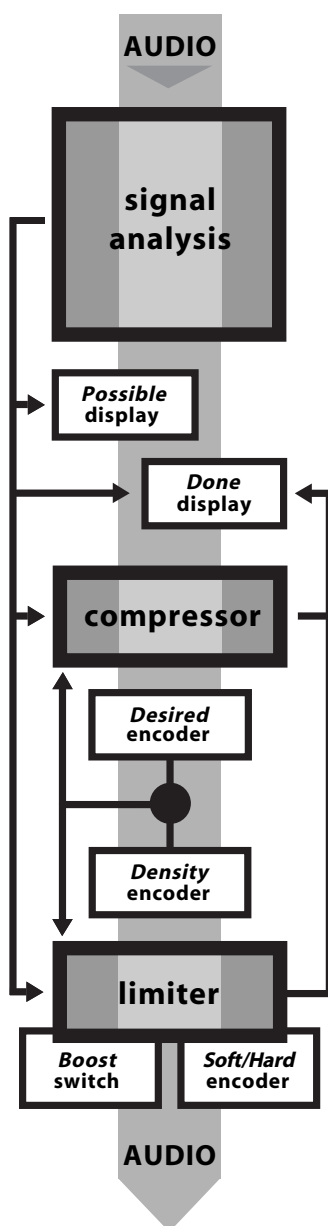 AUDIO
signal
analysis
Possible
display
Done
display
compressor
Desired
encoder
Density
encoder
limiter
Boost
switch
Soft/Hard
encoder
AUDIO